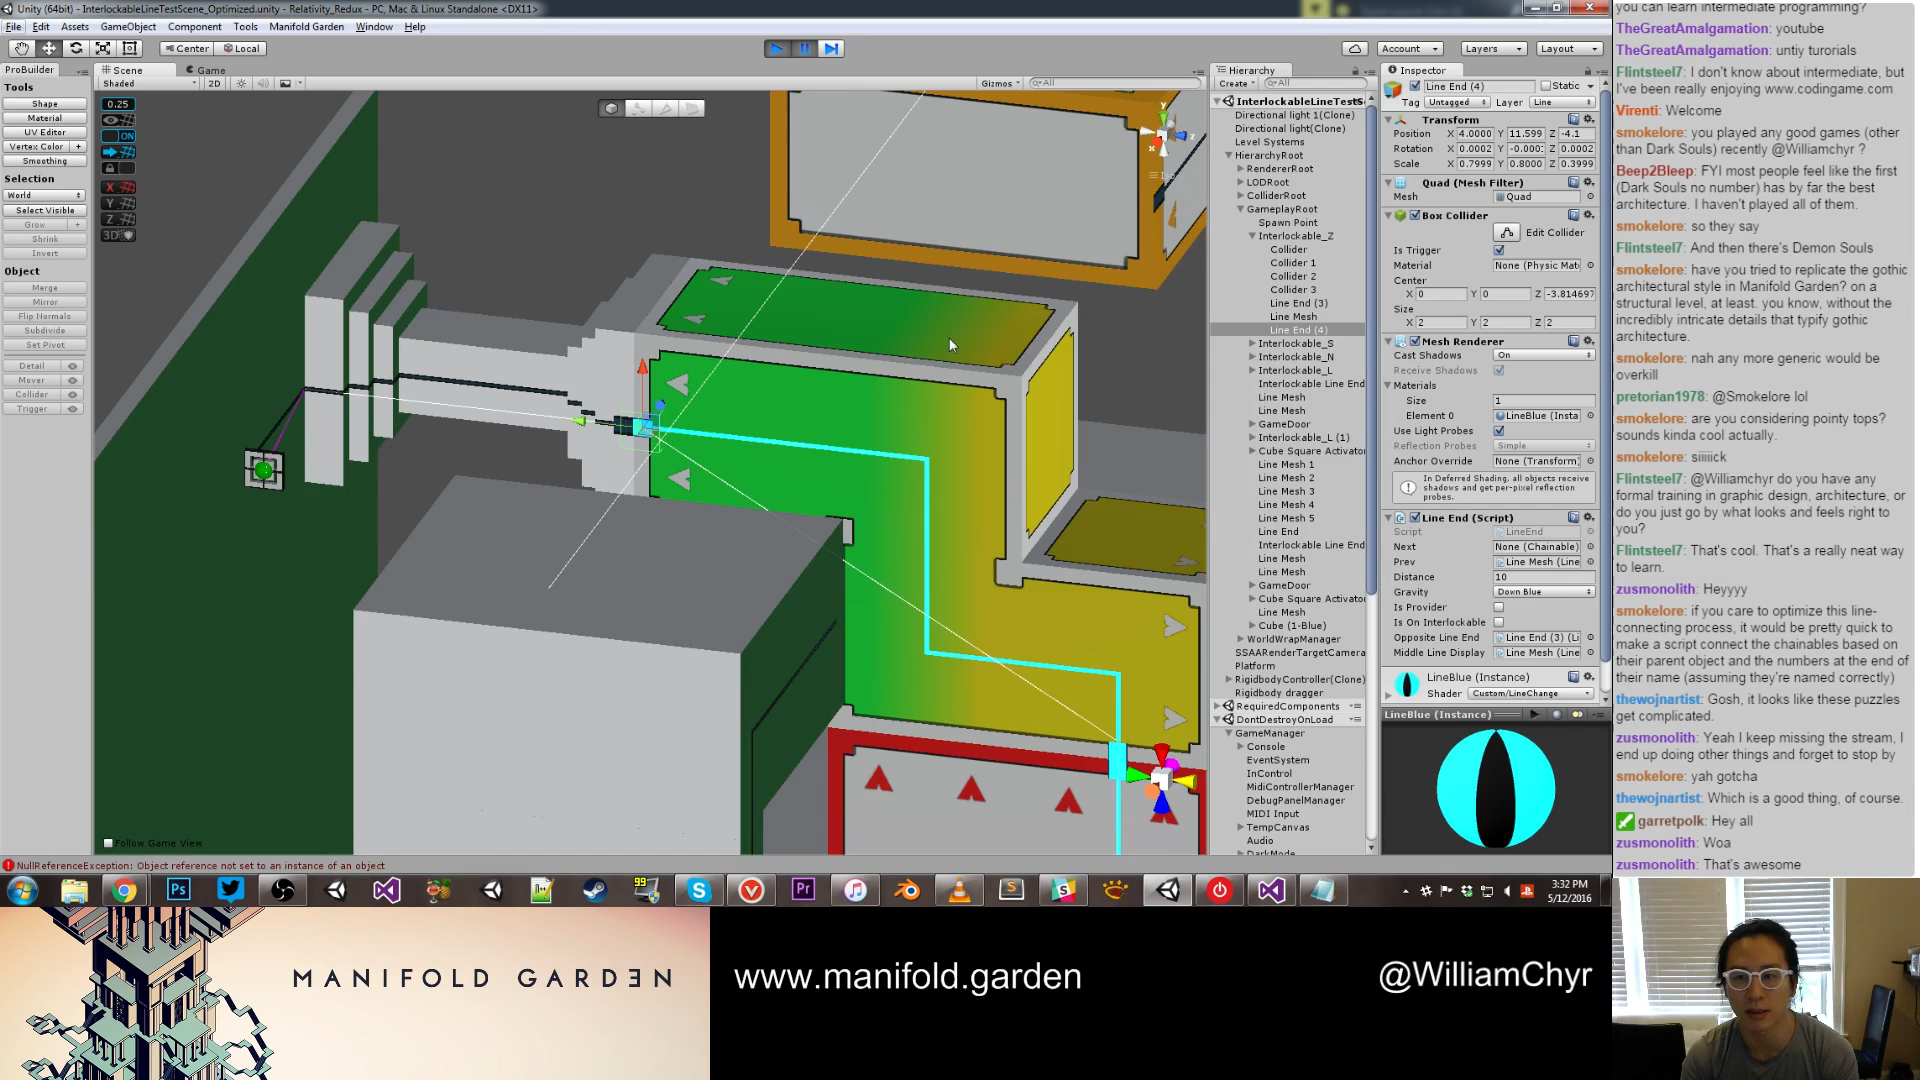 Unity (64bit) - InterlockableLineTestScene_Optimized.unity - Relativity_Redux - PC, Mac & Linux Standalone <DX11>
File Edit Assets GameObject Component Tools Manifold Garden Window Help
Center Local
Account Layers Layout
ProBuilder
Tools
Shape
Material
UV Editor
Vertex Color +
Smoothing
Selection
World
Select Visible
Grow +
Shrink
Invert
Object
Merge
Mirror
Flip Normals
Subdivide
Set Pivot
Detail
Mover
Collider
Trigger
Scene Game
Shaded 2D Gizmos All
0.25
ON
X
Y
Z
3D
Follow Game View
NullReferenceException: Object reference not set to an instance of an object
Hierarchy
Create All
InterlockableLineTestS
Directional light 1(Clone)
Directional light(Clone)
Level Systems
HierarchyRoot
RendererRoot
LODRoot
ColliderRoot
GameplayRoot
Spawn Point
Interlockable_Z
Collider
Collider 1
Collider 2
Collider 3
Line End (3)
Line Mesh
Line End (4)
Interlockable_S
Interlockable_N
Interlockable_L
Interlockable Line End
Line Mesh
Line Mesh
GameDoor
Interlockable_L (1)
Cube Square Activator
Line Mesh 1
Line Mesh 2
Line Mesh 3
Line Mesh 4
Line Mesh 5
Line End
Interlockable Line End
Line Mesh
Line Mesh
GameDoor
Cube Square Activator
Line Mesh
Cube (1-Blue)
WorldWrapManager
SSAARenderTargetCamera
Platform
RigidbodyController(Clone)
Rigidbody dragger
RequiredComponents
DontDestroyOnLoad
GameManager
Console
EventSystem
InControl
MidiControllerManager
DebugPanelManager
MIDI Input
TempCanvas
Audio
DarkMode
Inspector
Line End (4) Static
Tag Untagged Layer Line
Transform
Position X 4.0000 Y 11.599 Z -4.1
Rotation X 0.0002 Y -0.000 Z 0.0002
Scale X 0.7999 Y 0.8000 Z 0.3999
Quad (Mesh Filter)
Mesh Quad
Box Collider
Edit Collider
Is Trigger
Material None (Physic Mat
Center
X 0 Y 0 Z -3.814697
Size
X 2 Y 2 Z 2
Mesh Renderer
Cast Shadows On
Receive Shadows
Materials
Size 1
Element 0 LineBlue (Insta
Use Light Probes
Reflection Probes Simple
Anchor Override None (Transform)
In Deferred Shading, all objects receive shadows and get per-pixel reflection probes.
Line End (Script)
Script LineEnd
Next None (Chainable)
Prev Line Mesh (Line
Distance 10
Gravity Down Blue
Is Provider
Is On Interlockable
Opposite Line End Line End (3) (Li
Middle Line Display Line Mesh (Line
LineBlue (Instance)
Shader Custom/LineChange
LineBlue (Instance)
you can learn intermediate programming?
TheGreatAmalgamation: youtube
TheGreatAmalgamation: untiy turorials
Flintsteel7: I don't know about intermediate, but
I've been really enjoying www.codingame.com
Virenti: Welcome
smokelore: you played any good games (other
than Dark Souls) recently @Williamchyr ?
Beep2Bleep: FYI most people feel like the first
(Dark Souls no number) has by far the best
architecture. I haven't played all of them.
smokelore: so they say
Flintsteel7: And then there's Demon Souls
smokelore: have you tried to replicate the gothic
architectural style in Manifold Garden? on a
structural level, at least. you know, without the
incredibly intricate details that typify gothic
architecture.
smokelore: nah any more generic would be
overkill
pretorian1978: @Smokelore lol
smokelore: are you considering pointy tops?
sounds kinda cool actually.
smokelore: siiiiick
Flintsteel7: @Williamchyr do you have any
formal training in graphic design, architecture, or
do you just go by what looks and feels right to
you?
Flintsteel7: That's cool. That's a really neat way
to learn.
zusmonolith: Heyyyy
smokelore: if you care to optimize this line-
connecting process, it would be pretty quick to
make a script connect the chainables based on
their parent object and the numbers at the end of
their name (assuming they're named correctly)
thewojnartist: Gosh, it looks like these puzzles
get complicated.
zusmonolith: Yeah I keep missing the stream, I
end up doing other things and forget to stop by
smokelore: yah gotcha
thewojnartist: Which is a good thing, of course.
garretpolk: Hey all
zusmonolith: Woa
zusmonolith: That's awesome
Ps 99 Pr
3:32 PM
5/12/2016
MANIFOLD GARDEN
www.manifold.garden
@WilliamChyr